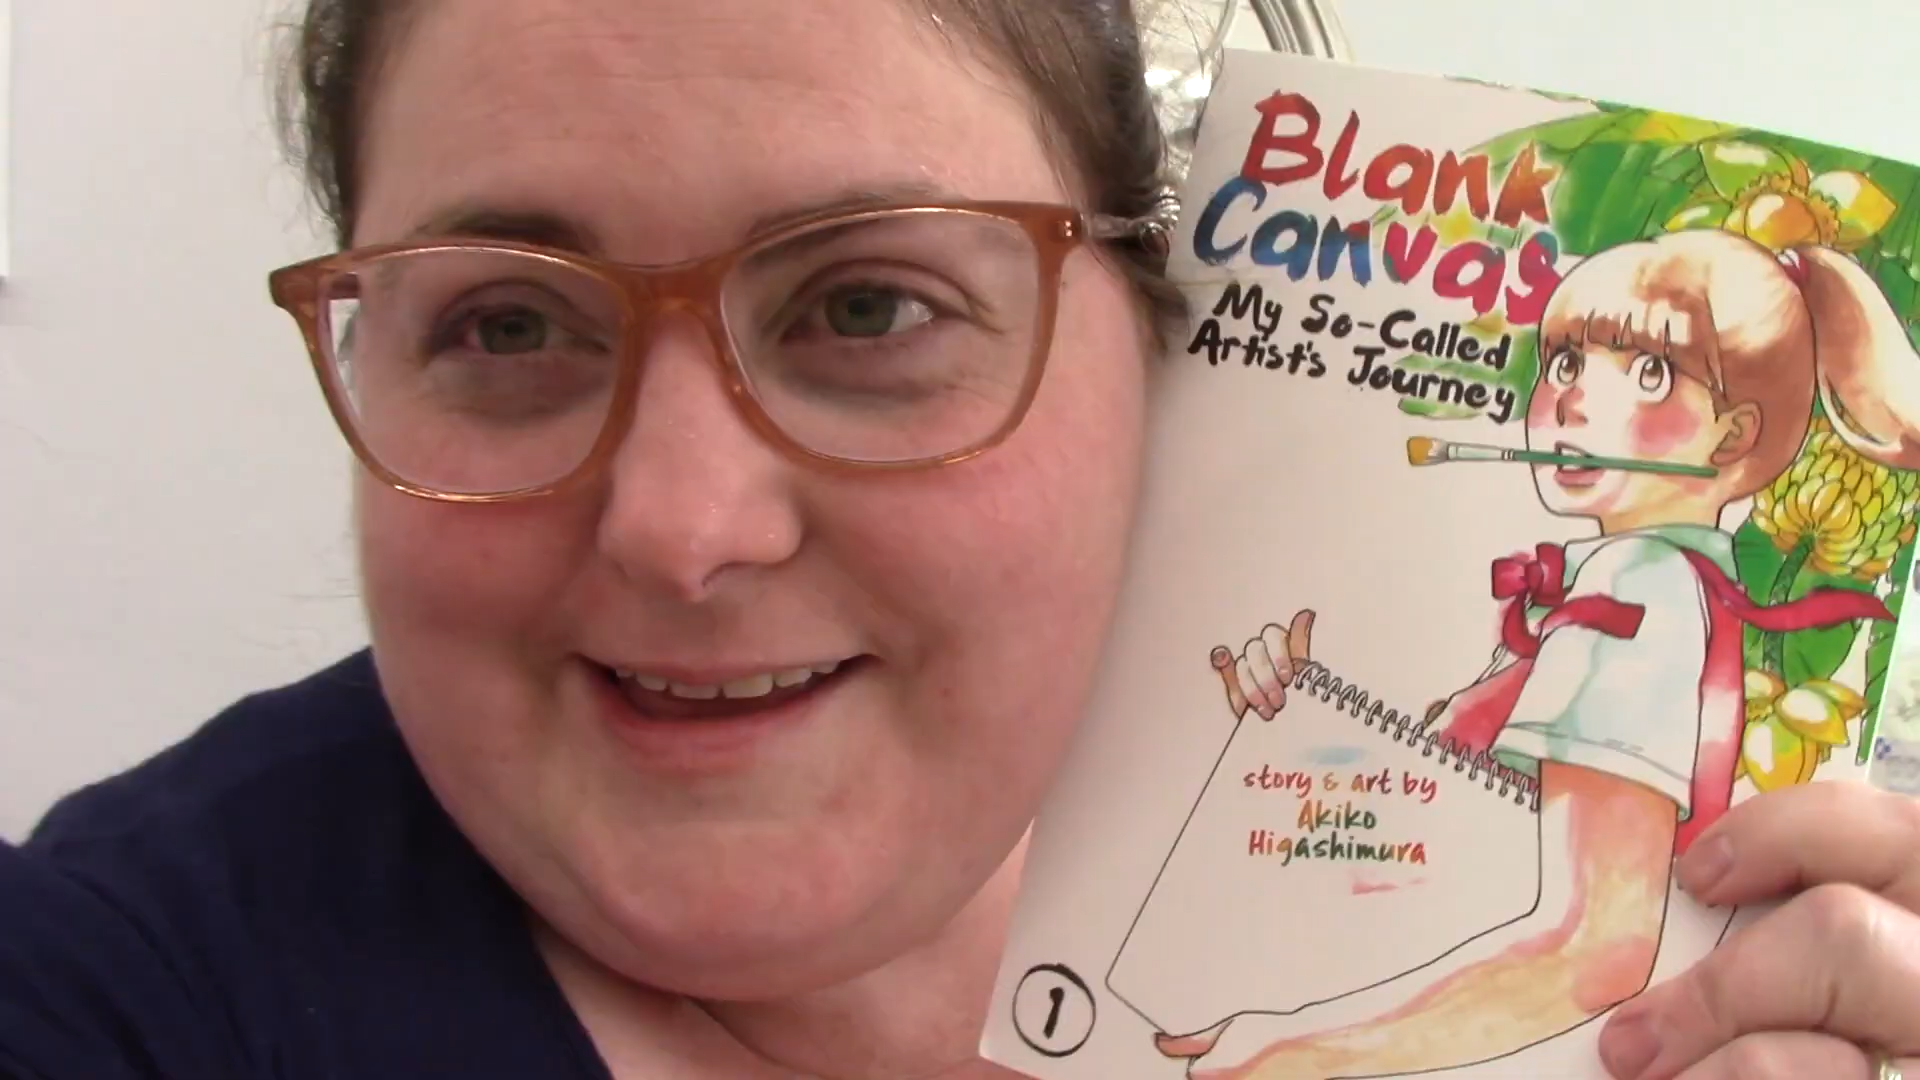 Blank
Canvas
My So-Called
Artist's Journey
story & art by
Akiko
Higashimura
1